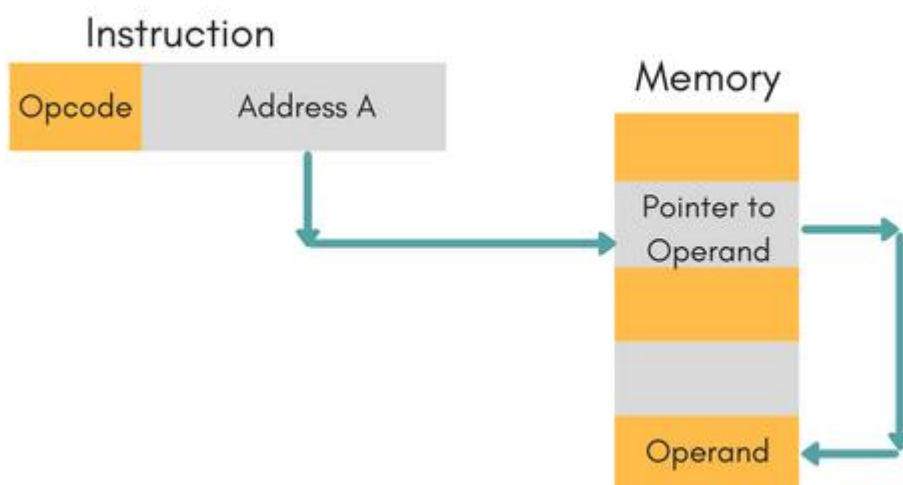 Instruction
Opcode
Address A
Memory
Pointer to
Operand
Operand